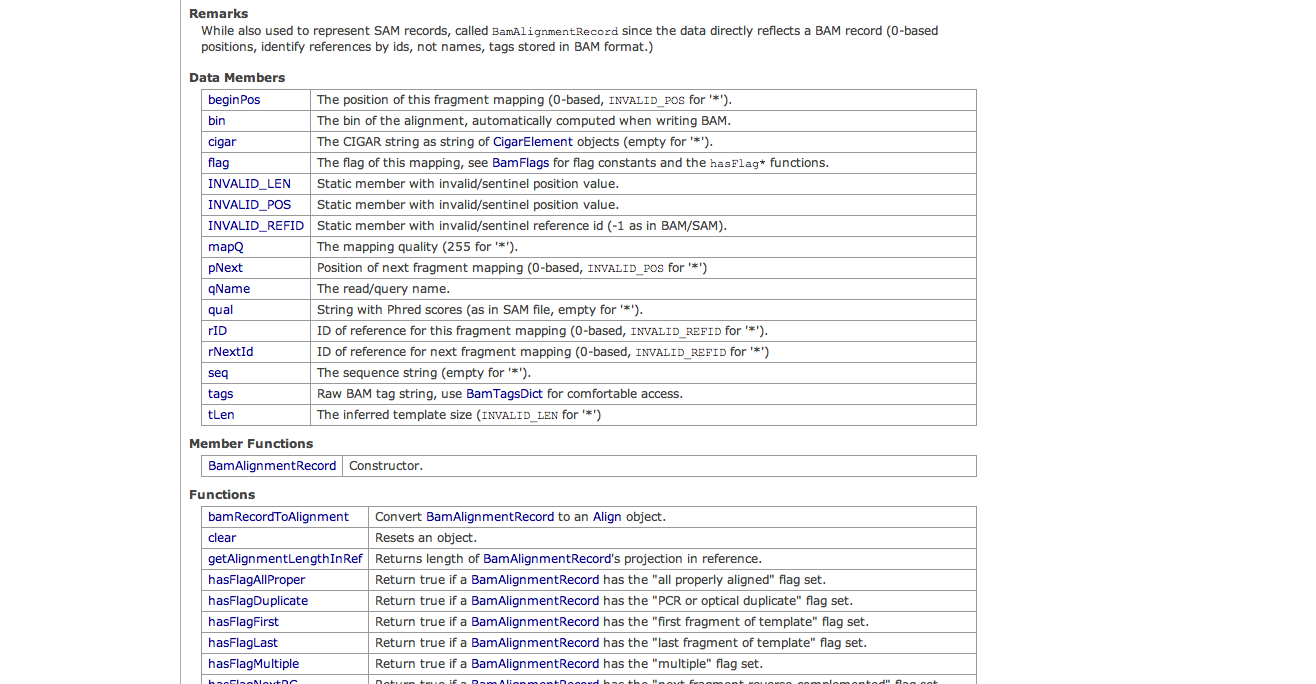 Remarks
While also used to represent SAM records, called BamAlignmentRecord since the data directly reflects a BAM record (0-based
positions, identify references by ids, not names, tags stored in BAM format.)
Data Members
beginPos The position of this fragment mapping (0-based, INVALID_POS for '*').
bin The bin of the alignment, automatically computed when writing BAM.
cigar The CIGAR string as string of CigarElement objects (empty for '*').
flag The flag of this mapping, see BamFlags for flag constants and the hasFlag* functions.
INVALID_LEN Static member with invalid/sentinel position value.
INVALID_POS Static member with invalid/sentinel position value.
INVALID_REFID Static member with invalid/sentinel reference id (-1 as in BAM/SAM).
mapQ The mapping quality (255 for '*').
pNext Position of next fragment mapping (0-based, INVALID_POS for '*')
qName The read/query name.
qual String with Phred scores (as in SAM file, empty for '*').
rID ID of reference for this fragment mapping (0-based, INVALID_REFID for '*').
rNextId ID of reference for next fragment mapping (0-based, INVALID_REFID for '*')
seq The sequence string (empty for '*').
tags Raw BAM tag string, use BamTagsDict for comfortable access.
tLen The inferred template size (INVALID_LEN for '*')
Member Functions
BamAlignmentRecord Constructor.
Functions
bamRecordToAlignment Convert BamAlignmentRecord to an Align object.
clear Resets an object.
getAlignmentLengthInRef Returns length of BamAlignmentRecord's projection in reference.
hasFlagAllProper Return true if a BamAlignmentRecord has the "all properly aligned" flag set.
hasFlagDuplicate Return true if a BamAlignmentRecord has the "PCR or optical duplicate" flag set.
hasFlagFirst Return true if a BamAlignmentRecord has the "first fragment of template" flag set.
hasFlagLast Return true if a BamAlignmentRecord has the "last fragment of template" flag set.
hasFlagMultiple Return true if a BamAlignmentRecord has the "multiple" flag set.
hasFlagNextRC Return true if a BamAlignmentRecord has the "next fragment reverse-complemented" flag set.